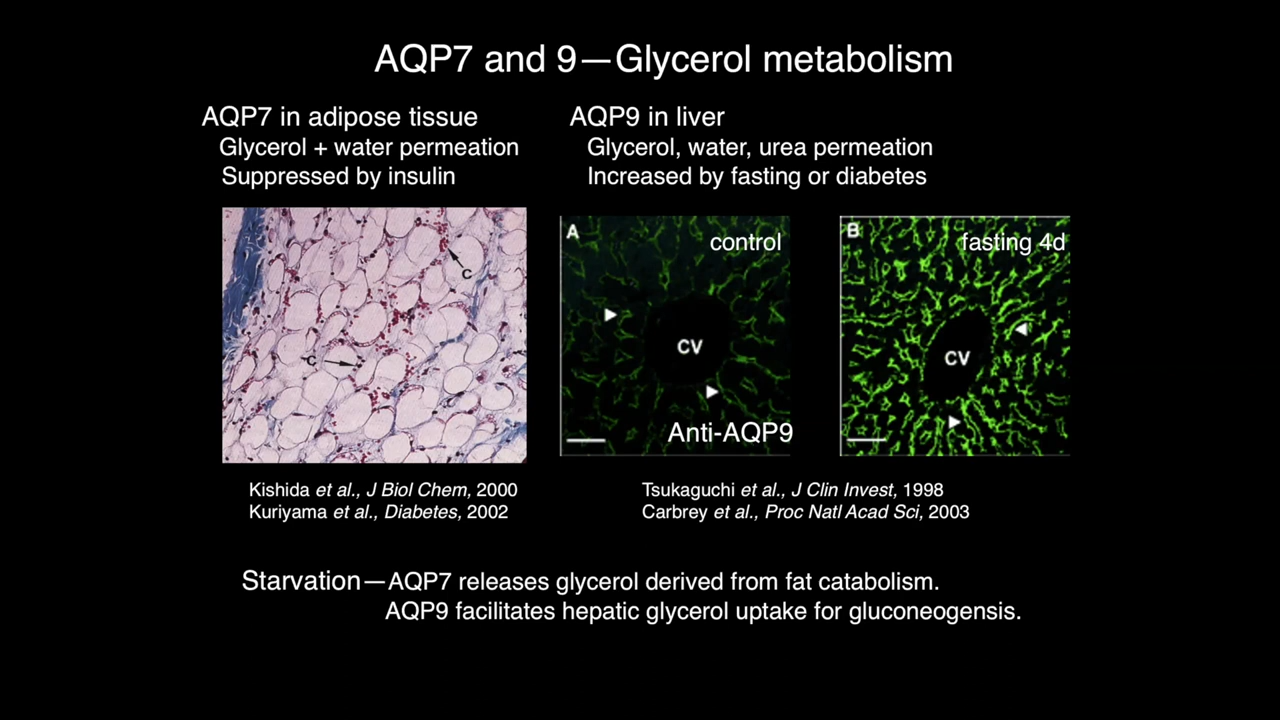 AQP7 and 9—Glycerol metabolism
AQP7 in adipose tissue
Glycerol + water permeation
Suppressed by insulin
AQP9 in liver
Glycerol, water, urea permeation
Increased by fasting or diabetes
C
C
A
control
CV
Anti-AQP9
B
fasting 4d
CV
Kishida et al., J Biol Chem, 2000
Kuriyama et al., Diabetes, 2002
Tsukaguchi et al., J Clin Invest, 1998
Carbrey et al., Proc Natl Acad Sci, 2003
Starvation—AQP7 releases glycerol derived from fat catabolism.
AQP9 facilitates hepatic glycerol uptake for gluconeogensis.